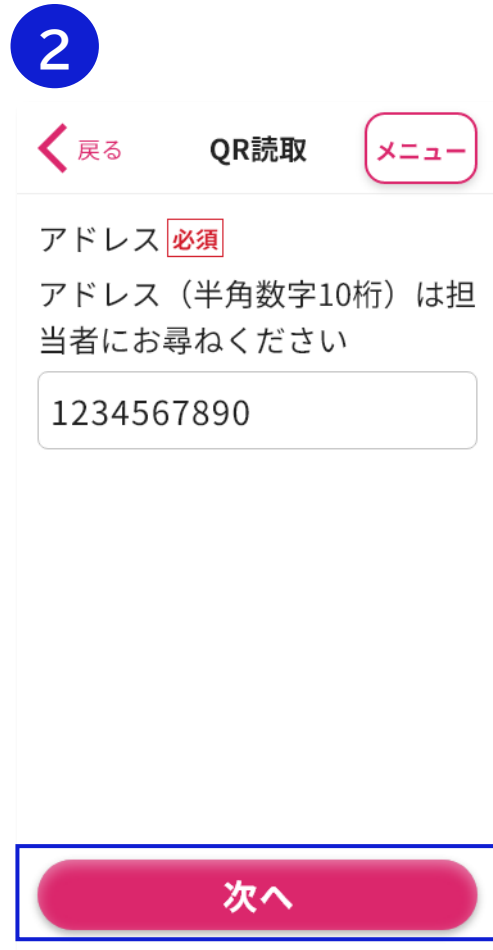 2
戻る QR読取 メニュー
アドレス 必須
アドレス（半角数字10桁）は担
当者にお尋ねください
1234567890
次へ